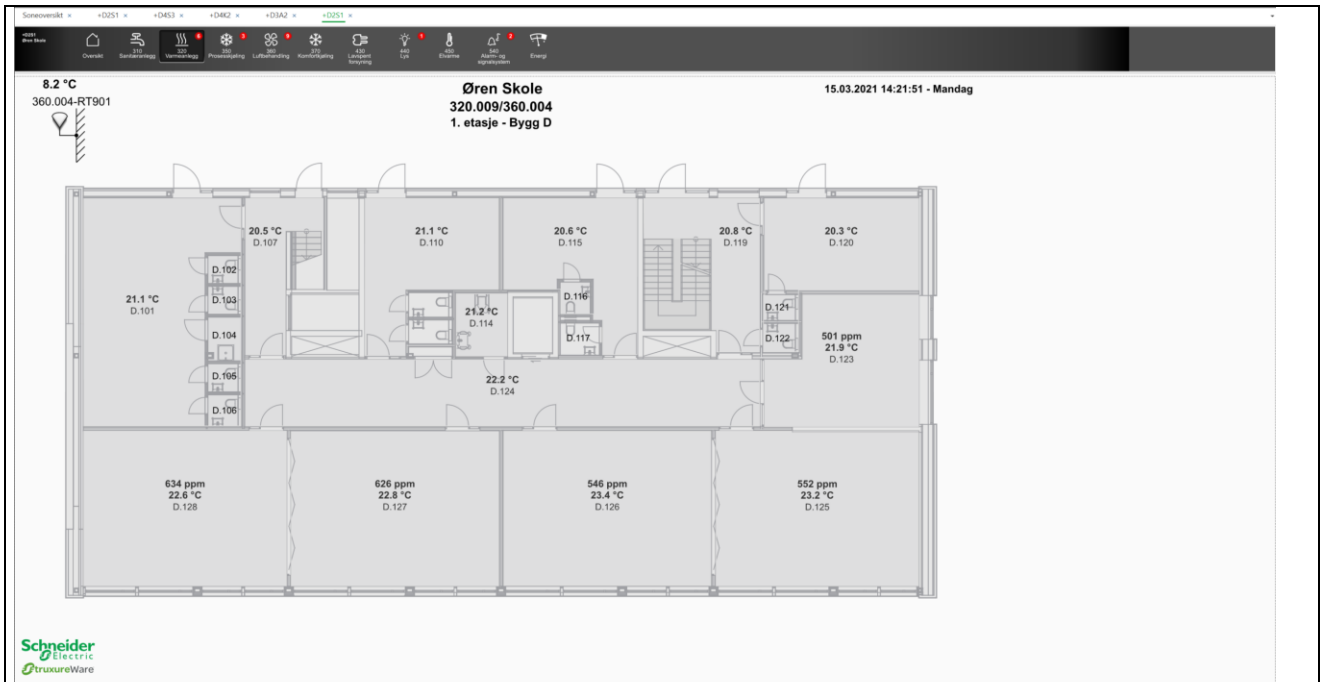 Soneoversikt ×
+D2S1 ×
+D4S3 ×
+D4K2 ×
+D3A2 ×
+D2S1 ×
+D2S1
Øren Skole
Oversikt
310
Sanitæranlegg
320
Varmeanlegg
350
Prosesskjøling
360
Luftbehandling
370
Komfortkjøling
430
Lavspent
forsyning
440
Lys
1
450
Elvarme
540
Alarm- og
signalsystem
2
Energi
8.2 °C
360.004-RT901
Øren Skole
320.009/360.004
1. etasje - Bygg D
15.03.2021 14:21:51 - Mandag
20.5 °C
D.107
21.1 °C
D.110
20.6 °C
D.115
20.8 °C
D.119
20.3 °C
D.120
D.102
D.103
21.1 °C
D.101
D.104
D.105
D.106
21.2 °C
D.114
D.116
D.117
D.121
D.122
501 ppm
21.9 °C
D.123
22.2 °C
D.124
634 ppm
22.6 °C
D.128
626 ppm
22.8 °C
D.127
546 ppm
23.4 °C
D.126
552 ppm
23.2 °C
D.125
Schneider
Electric
StruxureWare